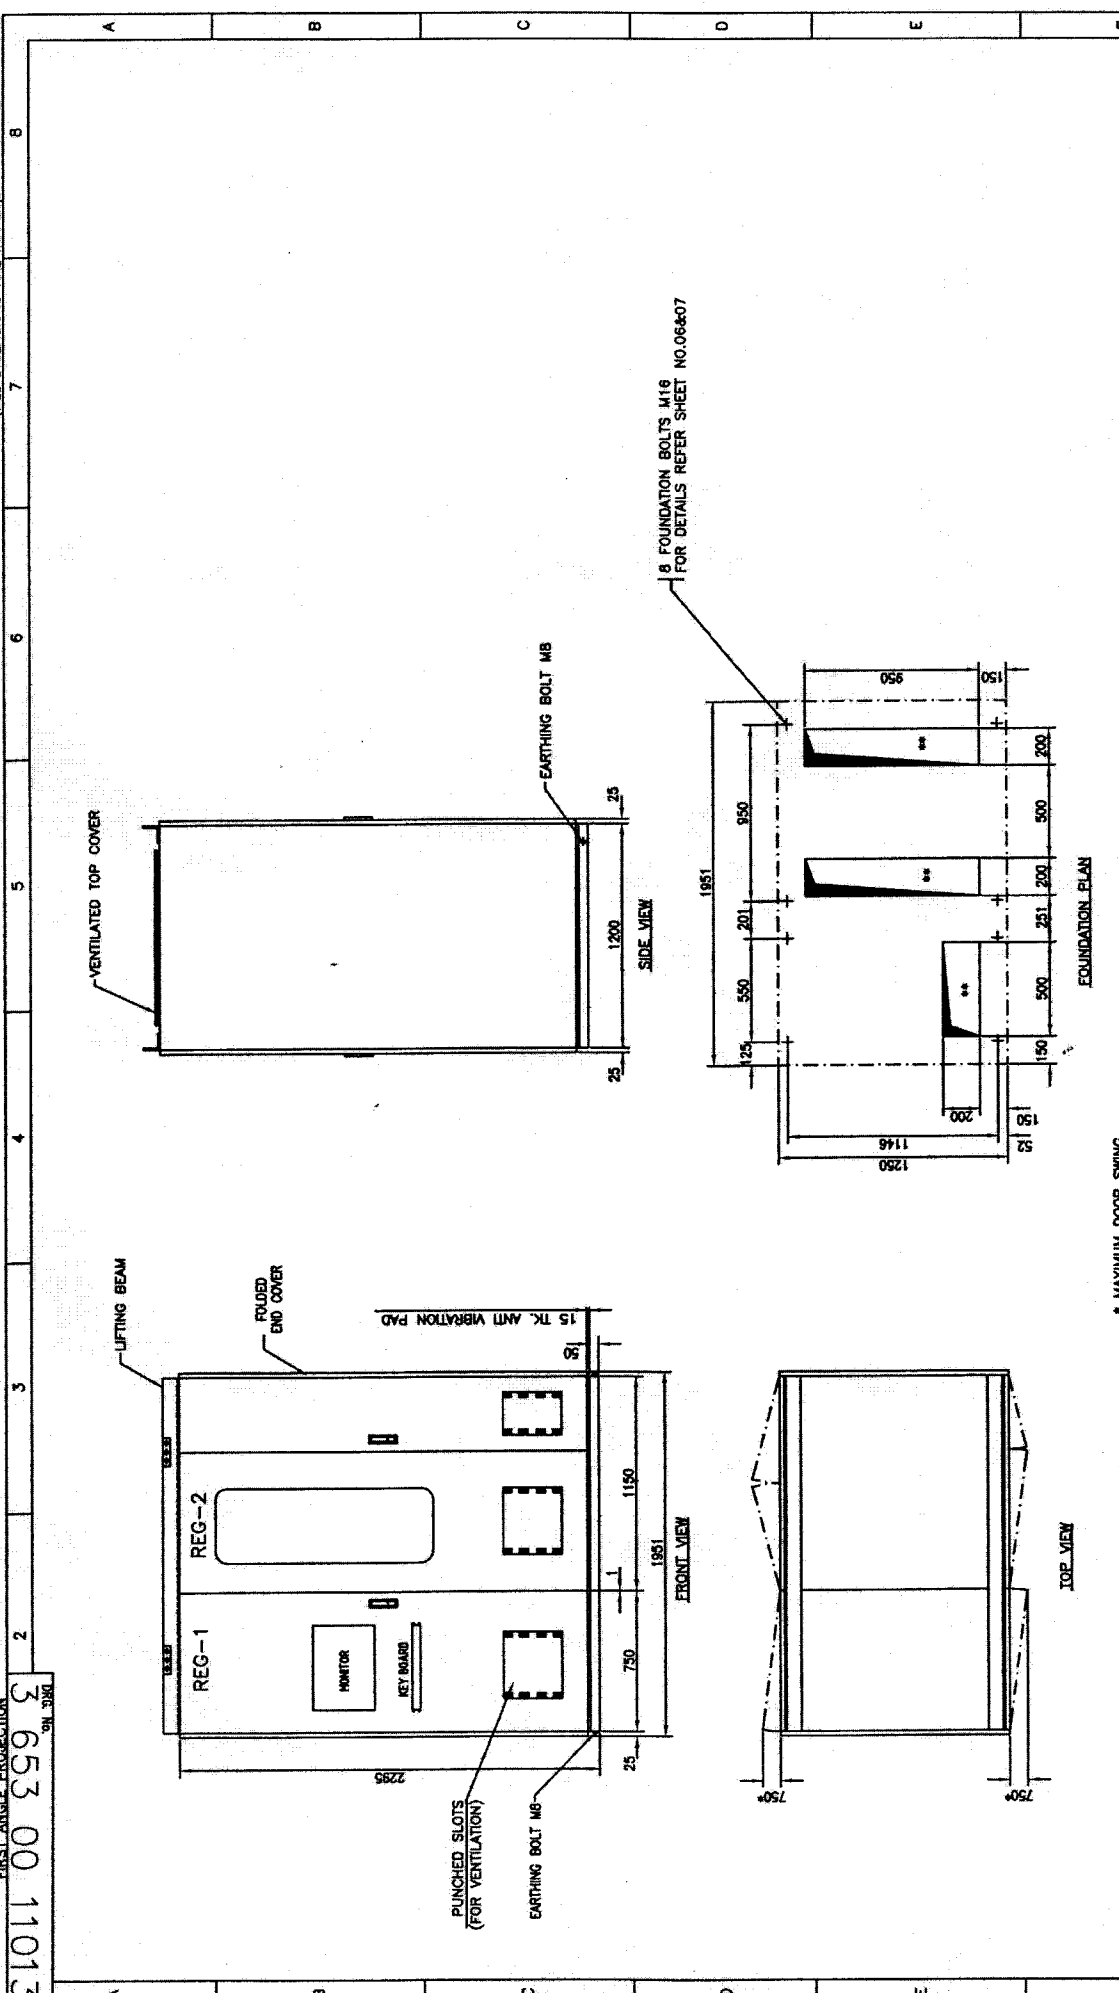 FIRST ANGLE PROJECTION
DRG. No.
3 653 00 11013
2
3
4
5
6
7
8
A
B
C
D
E
LIFTING BEAM
FOLDED
END COVER
REG-1
REG-2
MONITOR
KEY BOARD
15 TK. ANTI VIBRATION PAD
2295
PUNCHED SLOTS
(FOR VENTILATION)
EARTHING BOLT M8
25
750
1
1150
1951
FRONT VIEW
VENTILATED TOP COVER
EARTHING BOLT M8
25
1200
25
SIDE VIEW
750*
750*
TOP VIEW
8 FOUNDATION BOLTS M16
FOR DETAILS REFER SHEET NO.06&07
1951
125
550
201
950
1250
1146
200
150
52
**
**
**
950
150
150
500
251
200
500
200
FOUNDATION PLAN
* MAXIMUM DOOR SWING